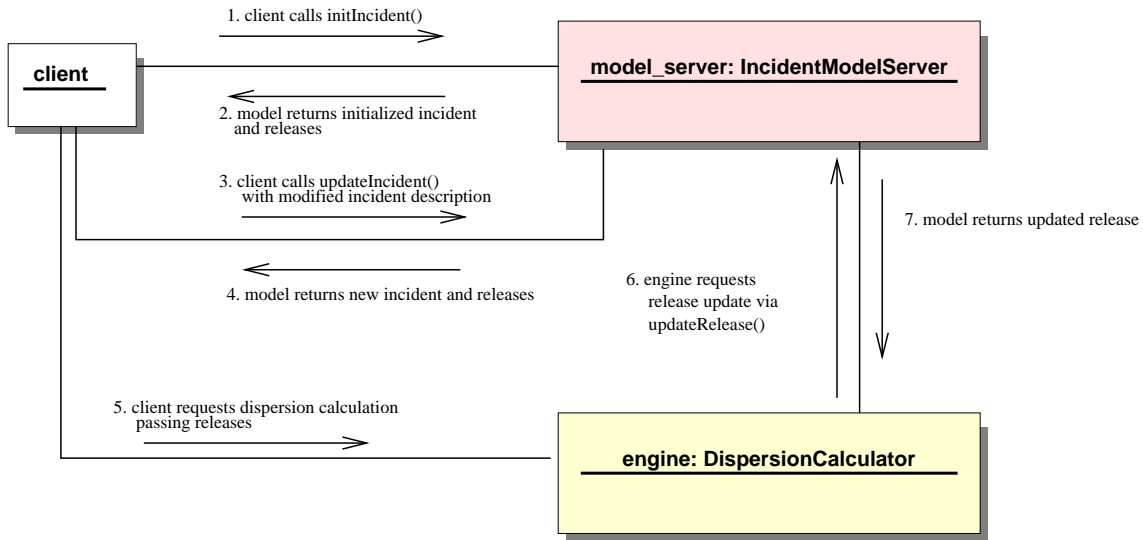 1. client calls initIncident()
client
model_server: IncidentModelServer
2. model returns initialized incident
and releases
3. client calls updateIncident()
with modified incident description
7. model returns updated release
4. model returns new incident and releases
6. engine requests
release update via
updateRelease()
5. client requests dispersion calculation
passing releases
engine: DispersionCalculator